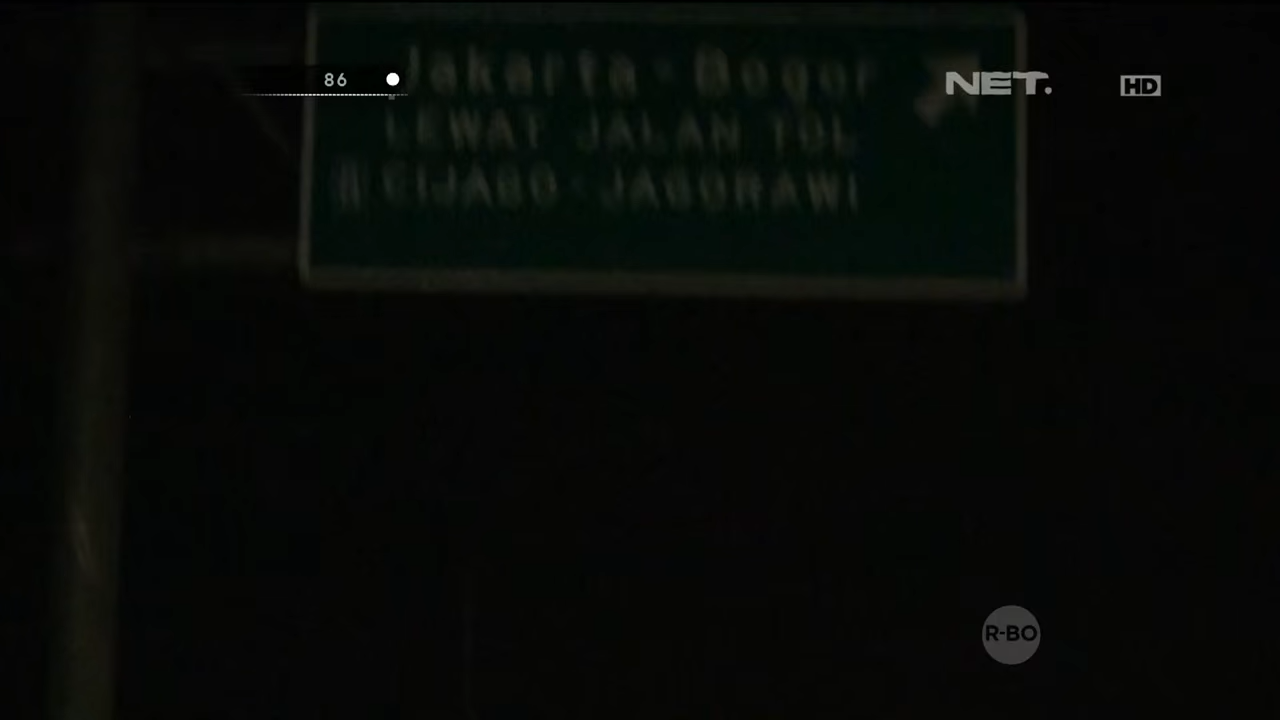 86
NET.
HD
Jakarta - Bogor
LEWAT JALAN TOL
CIJAGO - JAGORAWI
R-BO